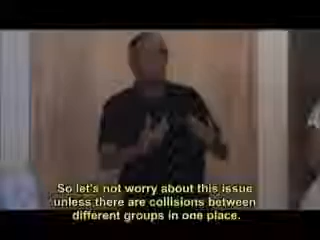 So let's not worry about this issue
unless there are collisions between
different groups in one place.